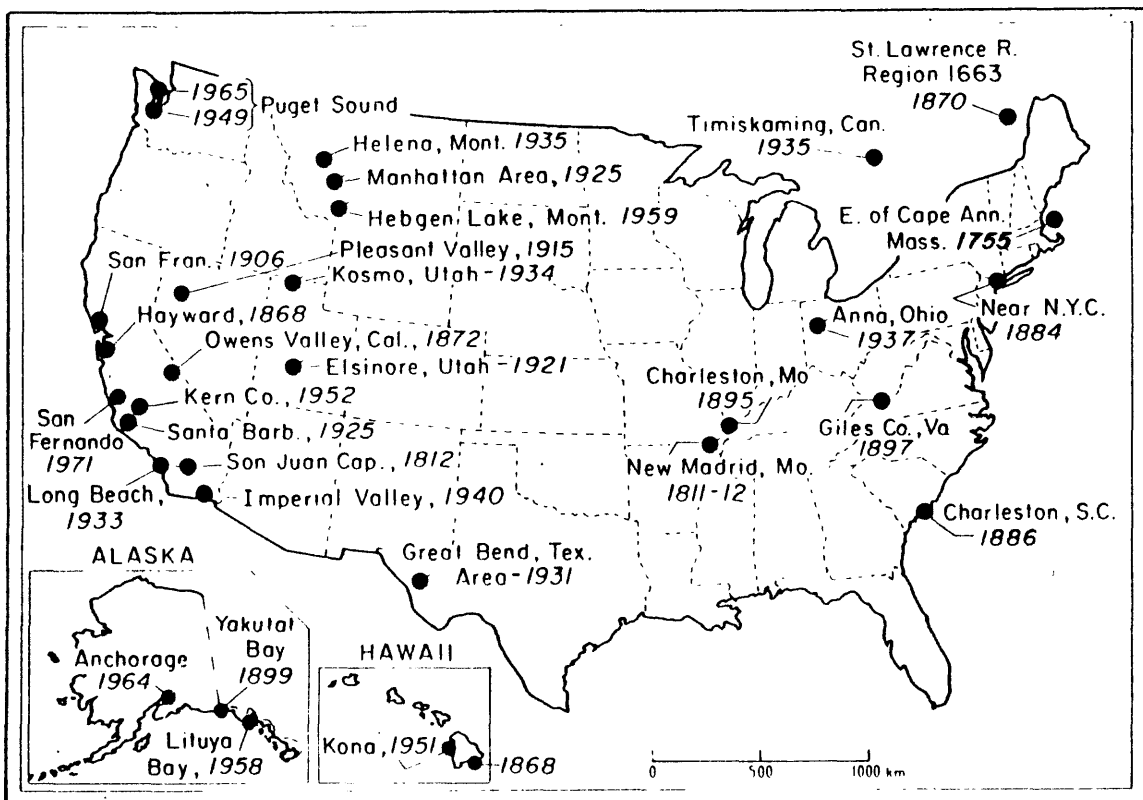 St. Lawrence R.
Region 1663
1870
1965
1949
Puget Sound
Timiskaming, Can.
1935
Helena, Mont. 1935
Manhattan Area, 1925
Hebgen Lake, Mont. 1959
E. of Cape Ann.
Mass. 1755
Pleasant Valley, 1915
San Fran., 1906
Kosmo, Utah-1934
Hayward, 1868
Near N.Y.C.
1884
Anna, Ohio
1937
Owens Valley, Cal., 1872
Elsinore, Utah-1921
Charleston, Mo
1895
Kern Co., 1952
San
Fernando
1971
Santa Barb., 1925
Giles Co., Va
1897
Son Juan Cap., 1812
New Madrid, Mo.
1811-12
Long Beach,
1933
Imperial Valley, 1940
Charleston, S.C.
1886
Great Bend, Tex.
Area-1931
ALASKA
Yakutat
Bay
1899
Anchorage
1964
Lituya
Bay, 1958
HAWAII
Kona, 1951
1868
0 500 1000 km